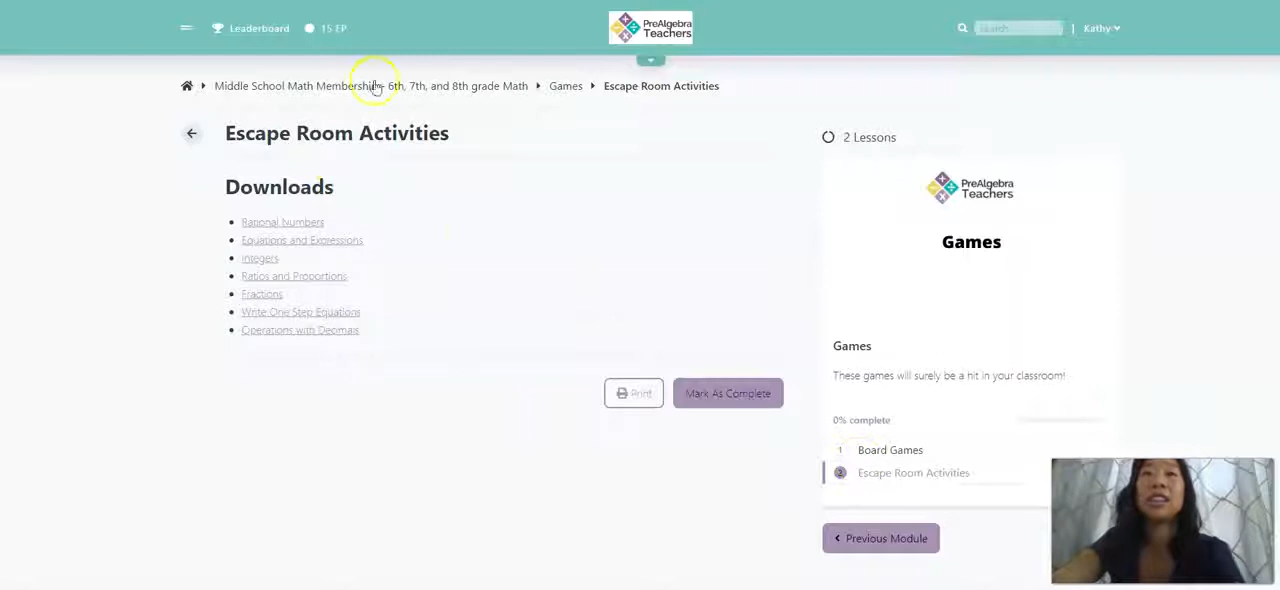 Leaderboard 15 EP
PreAlgebra
Teachers
Search | Kathy
Middle School Math Membership - 6th, 7th, and 8th grade Math Games Escape Room Activities
Escape Room Activities
Downloads
Rational Numbers
Equations and Expressions
Integers
Ratios and Proportions
Fractions
Write One Step Equations
Operations with Decimals
Print Mark As Complete
2 Lessons
PreAlgebra
Teachers
Games
Games
These games will surely be a hit in your classroom!
0% complete
1 Board Games
2 Escape Room Activities
Previous Module